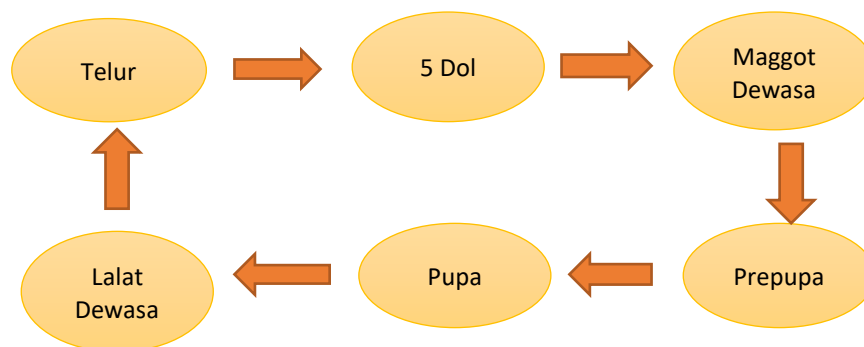 Telur
5 Dol
Maggot
Dewasa
Prepupa
Pupa
Lalat
Dewasa